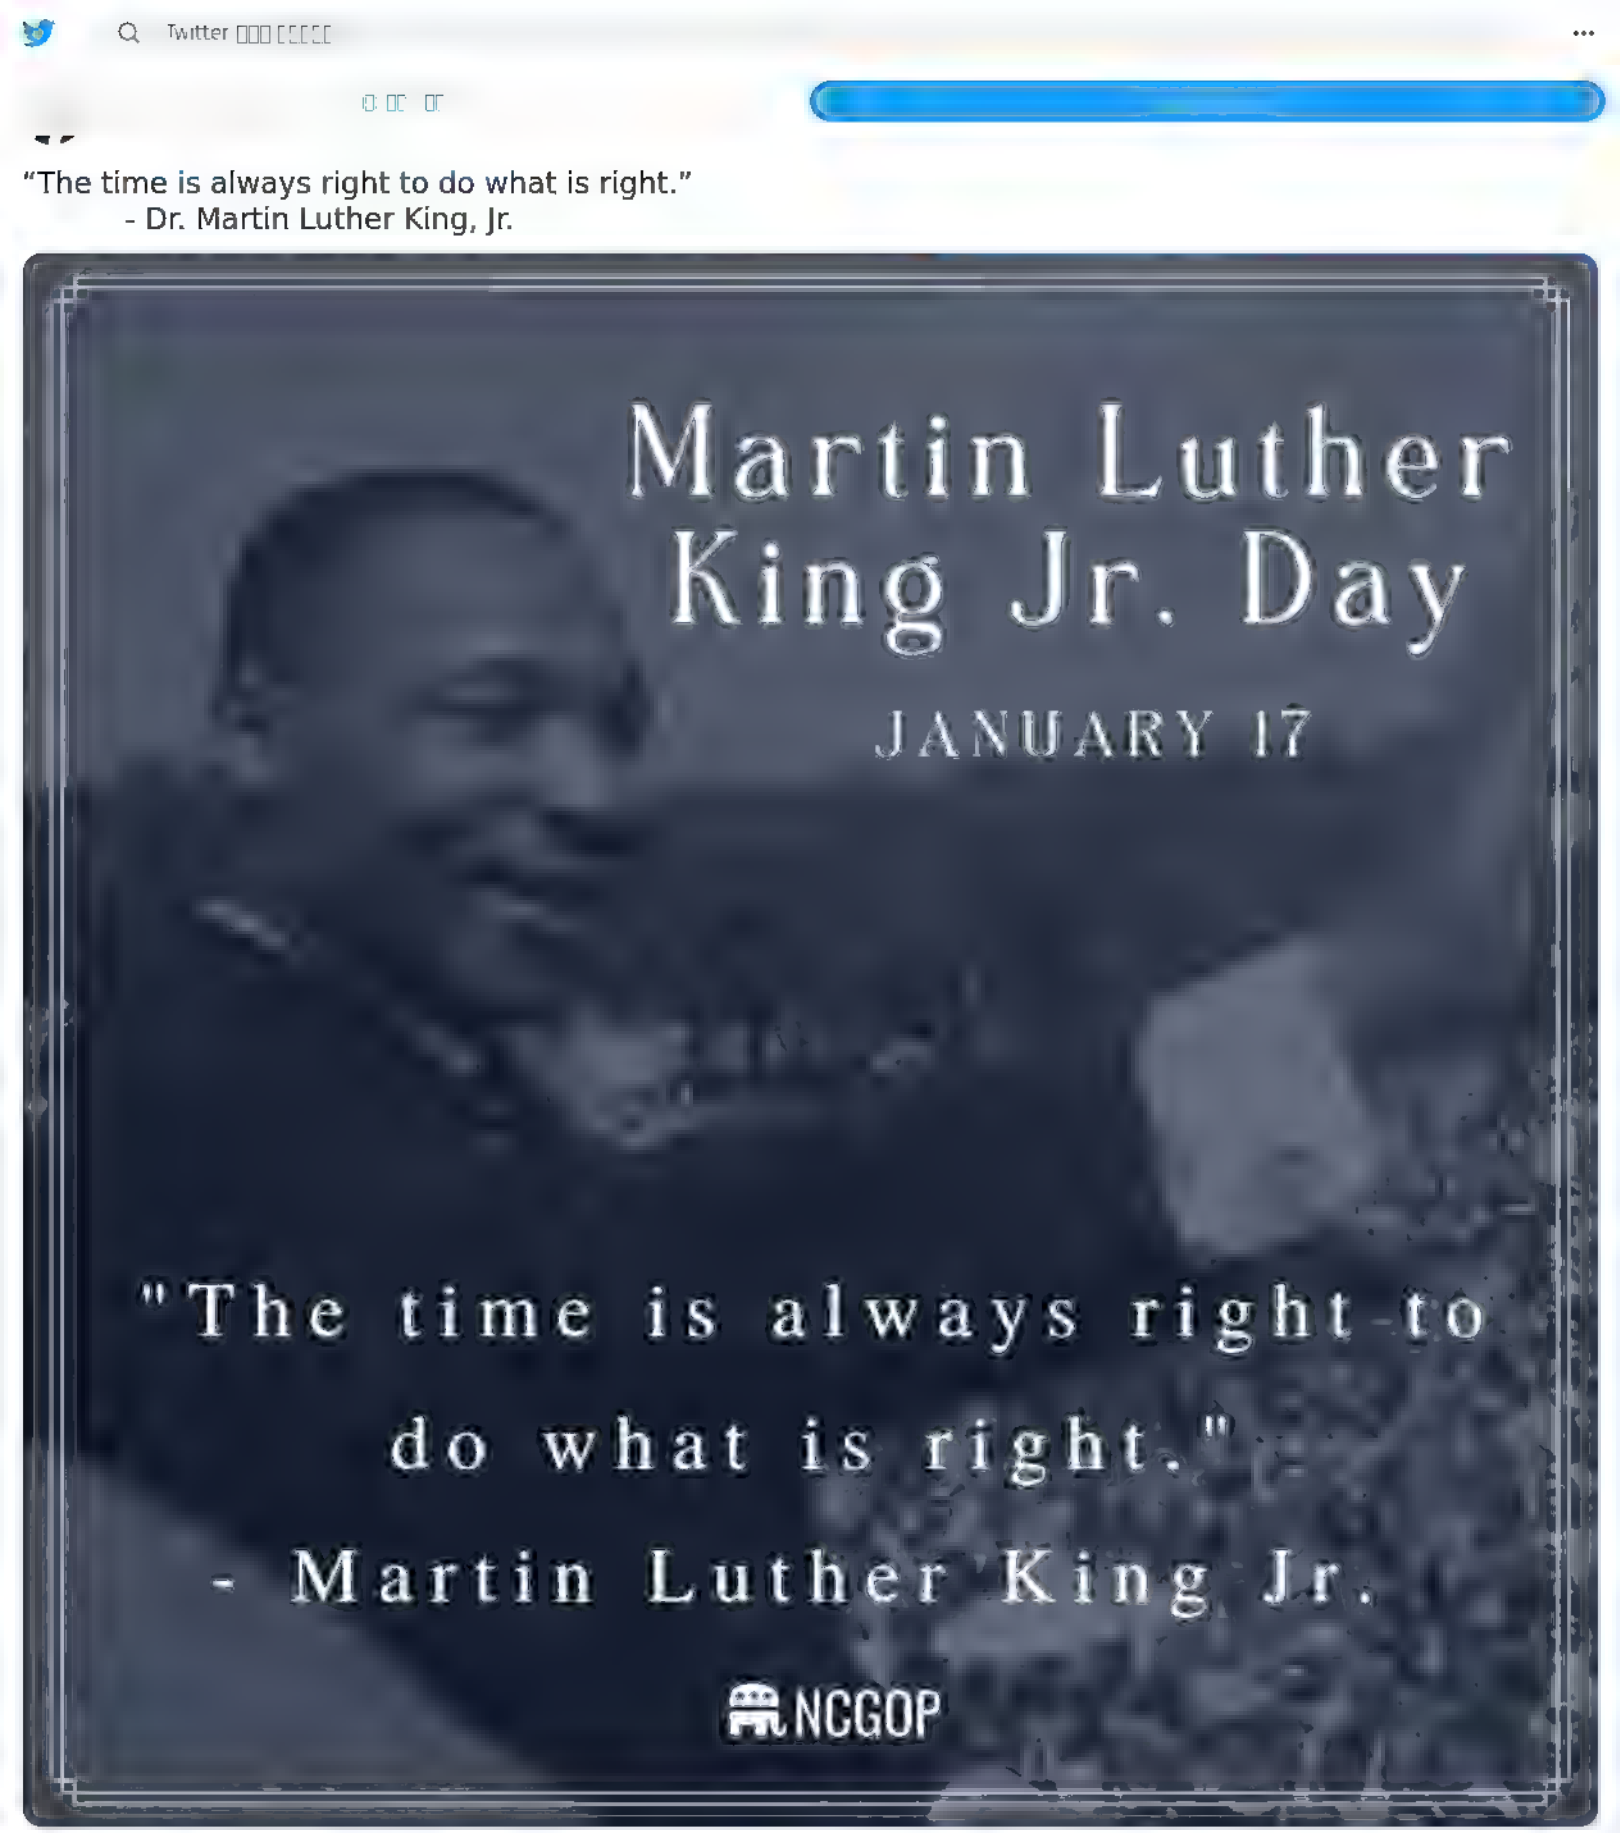 Twitter
“The time is always right to do what is right.”
- Dr. Martin Luther King, Jr.
Martin Luther
King Jr. Day
JANUARY 17
"The time is always right to
do what is right."
- Martin Luther King Jr.
NCGOP